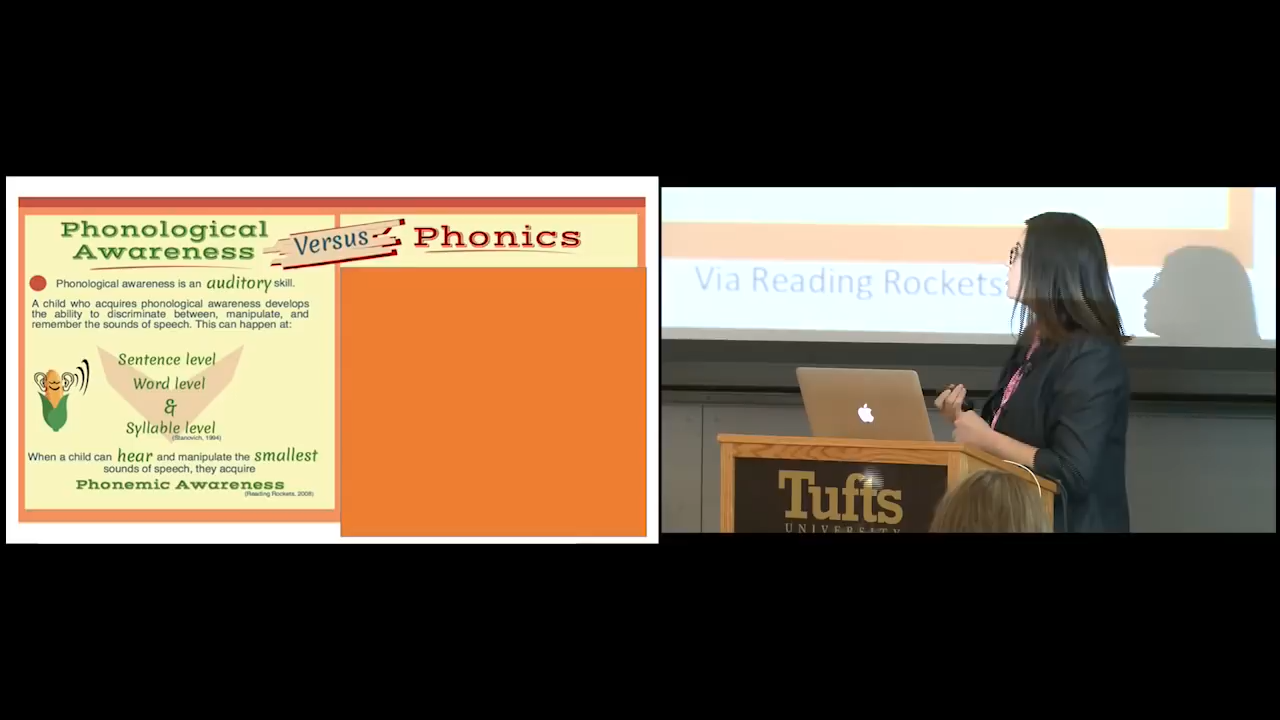 Phonological
Awareness
Versus
Phonics
Phonological awareness is an auditory skill.
A child who acquires phonological awareness develops
the ability to discriminate between, manipulate, and
remember the sounds of speech. This can happen at:
Sentence level
Word level
&
Syllable level
(Stanovich, 1994)
When a child can hear and manipulate the smallest
sounds of speech, they acquire
Phonemic Awareness
(Reading Rockets, 2008)
Via Reading Rockets
Tufts
UNIVERSITY